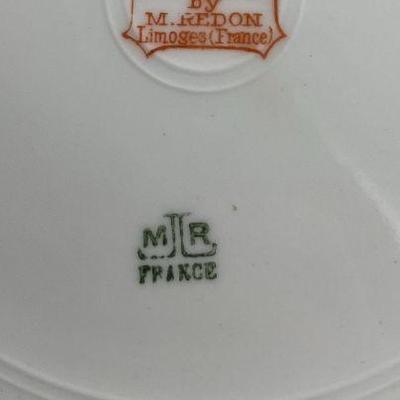 by
M. REDON
Limoges (France)
M L R
FRANCE